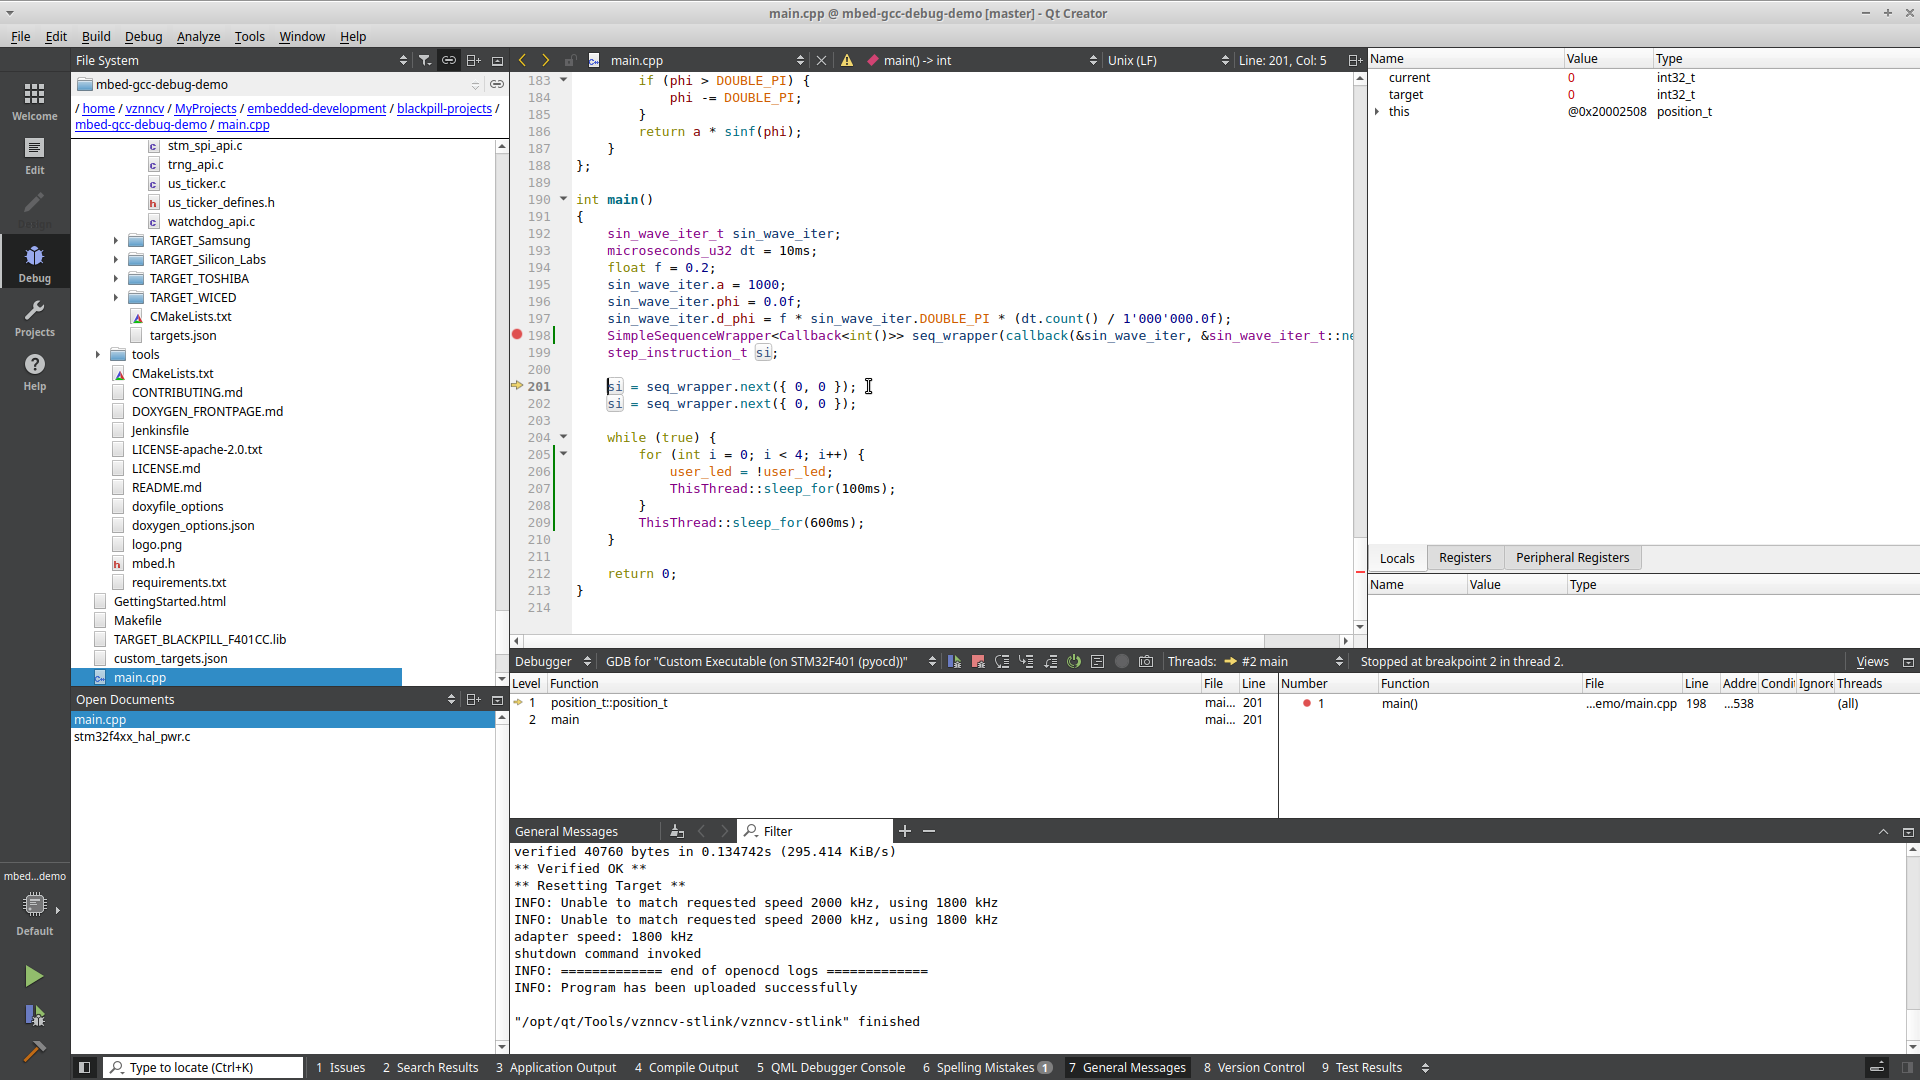 main.cpp @ mbed-gcc-debug-demo [master] - Qt Creator
File Edit Build Debug Analyze Tools Window Help
Welcome
Edit
Design
Debug
Projects
Help
mbed...demo
Default
File System
mbed-gcc-debug-demo
/ home / vznncv / MyProjects / embedded-development / blackpill-projects /
mbed-gcc-debug-demo / main.cpp
stm_spi_api.c
trng_api.c
us_ticker.c
us_ticker_defines.h
watchdog_api.c
TARGET_Samsung
TARGET_Silicon_Labs
TARGET_TOSHIBA
TARGET_WICED
CMakeLists.txt
targets.json
tools
CMakeLists.txt
CONTRIBUTING.md
DOXYGEN_FRONTPAGE.md
Jenkinsfile
LICENSE-apache-2.0.txt
LICENSE.md
README.md
doxyfile_options
doxygen_options.json
logo.png
mbed.h
requirements.txt
GettingStarted.html
Makefile
TARGET_BLACKPILL_F401CC.lib
custom_targets.json
main.cpp
Open Documents
main.cpp
stm32f4xx_hal_pwr.c
main.cpp main() -> int Unix (LF) Line: 201, Col: 5
183 if (phi > DOUBLE_PI) {
184 phi -= DOUBLE_PI;
185 }
186 return a * sinf(phi);
187 }
188 };
189
190 int main()
191 {
192 sin_wave_iter_t sin_wave_iter;
193 microseconds_u32 dt = 10ms;
194 float f = 0.2;
195 sin_wave_iter.a = 1000;
196 sin_wave_iter.phi = 0.0f;
197 sin_wave_iter.d_phi = f * sin_wave_iter.DOUBLE_PI * (dt.count() / 1'000'000.0f);
198 SimpleSequenceWrapper<Callback<int()>> seq_wrapper(callback(&sin_wave_iter, &sin_wave_iter_t::ne
199 step_instruction_t si;
200
201 si = seq_wrapper.next({ 0, 0 });
202 si = seq_wrapper.next({ 0, 0 });
203
204 while (true) {
205 for (int i = 0; i < 4; i++) {
206 user_led = !user_led;
207 ThisThread::sleep_for(100ms);
208 }
209 ThisThread::sleep_for(600ms);
210 }
211
212 return 0;
213 }
214
Name Value Type
current 0 int32_t
target 0 int32_t
this @0x20002508 position_t
Locals Registers Peripheral Registers
Name Value Type
Debugger GDB for "Custom Executable (on STM32F401 (pyocd))" Threads: #2 main Stopped at breakpoint 2 in thread 2. Views
Level Function File Line
1 position_t::position_t mai... 201
2 main mai... 201
Number Function File Line Addre Condi Ignore Threads
1 main() ...emo/main.cpp 198 ...538 (all)
General Messages Filter
verified 40760 bytes in 0.134742s (295.414 KiB/s)
** Verified OK **
** Resetting Target **
INFO: Unable to match requested speed 2000 kHz, using 1800 kHz
INFO: Unable to match requested speed 2000 kHz, using 1800 kHz
adapter speed: 1800 kHz
shutdown command invoked
INFO: ============= end of openocd logs =============
INFO: Program has been uploaded successfully
"/opt/qt/Tools/vznncv-stlink/vznncv-stlink" finished
Type to locate (Ctrl+K) 1 Issues 2 Search Results 3 Application Output 4 Compile Output 5 QML Debugger Console 6 Spelling Mistakes 1 7 General Messages 8 Version Control 9 Test Results